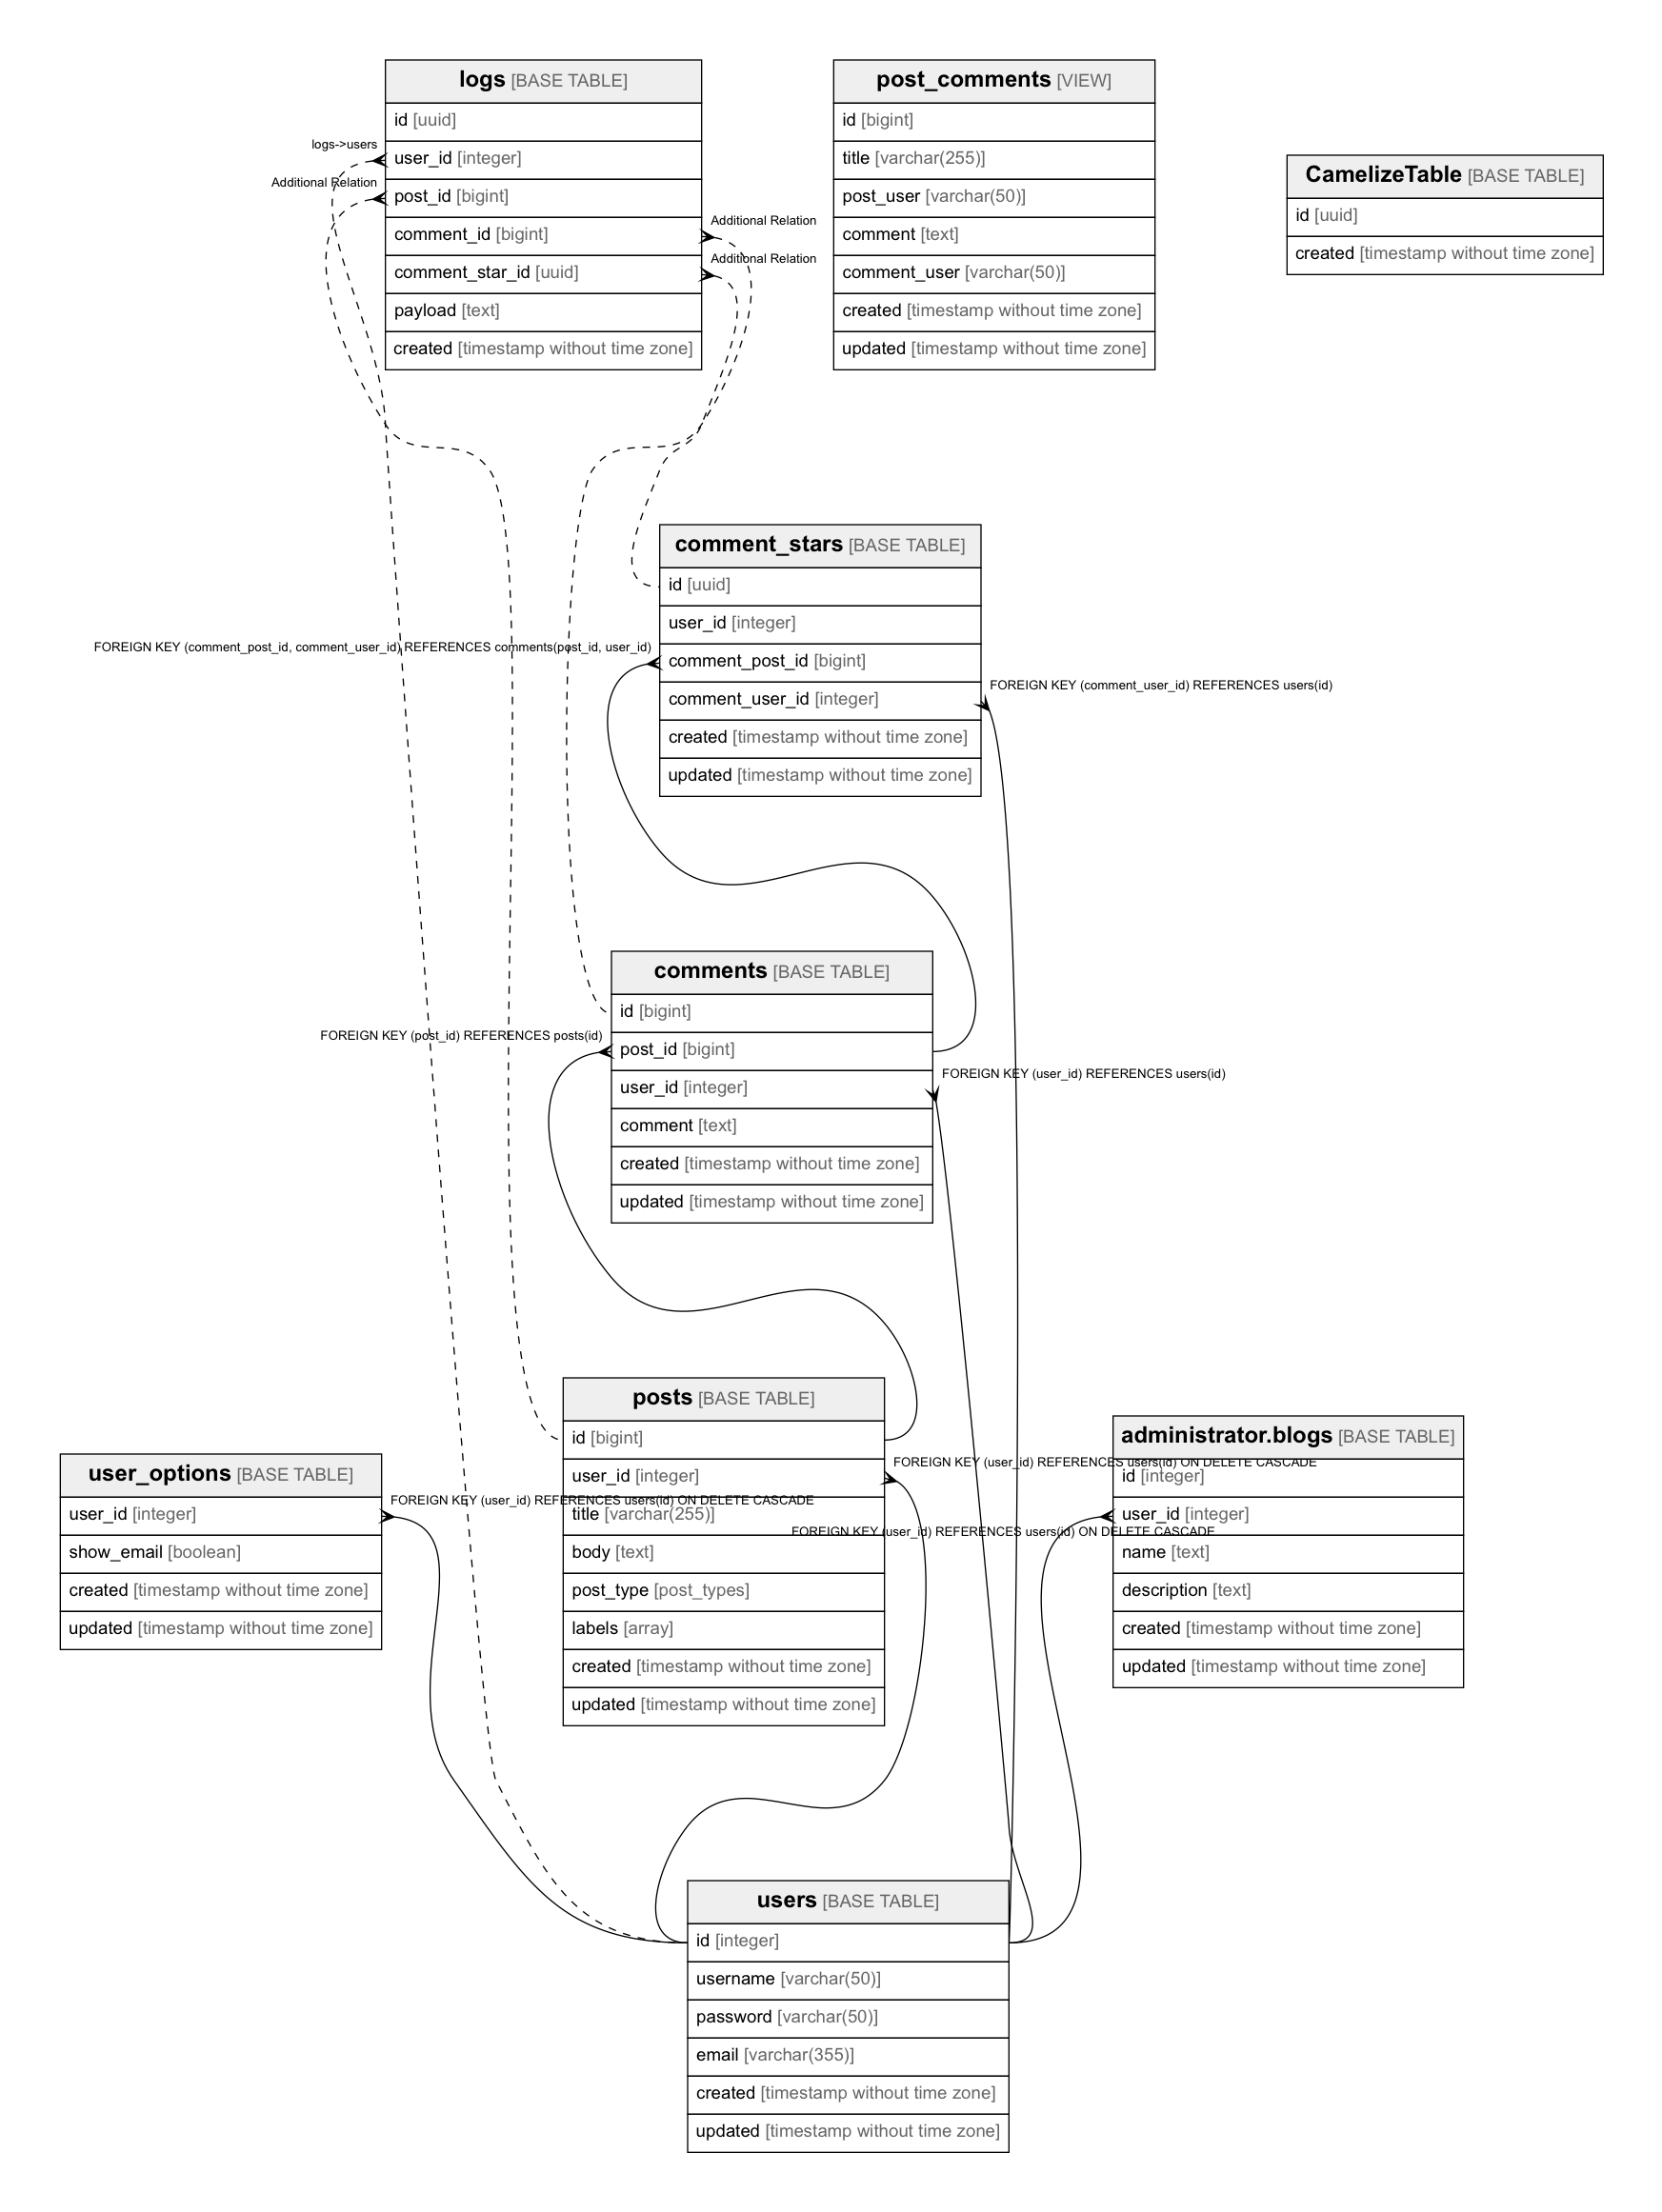 logs [BASE TABLE]
id [uuid]
logs->users
user_id [integer]
Additional Relation
post_id [bigint]
comment_id [bigint]
Additional Relation
comment_star_id [uuid]
Additional Relation
payload [text]
created [timestamp without time zone]
post_comments [VIEW]
id [bigint]
title [varchar(255)]
post_user [varchar(50)]
comment [text]
comment_user [varchar(50)]
created [timestamp without time zone]
updated [timestamp without time zone]
CamelizeTable [BASE TABLE]
id [uuid]
created [timestamp without time zone]
comment_stars [BASE TABLE]
id [uuid]
user_id [integer]
FOREIGN KEY (comment_post_id, comment_user_id) REFERENCES comments(post_id, user_id)
comment_post_id [bigint]
comment_user_id [integer]
FOREIGN KEY (comment_user_id) REFERENCES users(id)
created [timestamp without time zone]
updated [timestamp without time zone]
comments [BASE TABLE]
id [bigint]
FOREIGN KEY (post_id) REFERENCES posts(id)
post_id [bigint]
user_id [integer]
FOREIGN KEY (user_id) REFERENCES users(id)
comment [text]
created [timestamp without time zone]
updated [timestamp without time zone]
posts [BASE TABLE]
id [bigint]
user_id [integer]
FOREIGN KEY (user_id) REFERENCES users(id) ON DELETE CASCADE
title [varchar(255)]
body [text]
post_type [post_types]
labels [array]
created [timestamp without time zone]
updated [timestamp without time zone]
administrator.blogs [BASE TABLE]
id [integer]
user_id [integer]
FOREIGN KEY (user_id) REFERENCES users(id) ON DELETE CASCADE
name [text]
description [text]
created [timestamp without time zone]
updated [timestamp without time zone]
user_options [BASE TABLE]
user_id [integer]
FOREIGN KEY (user_id) REFERENCES users(id) ON DELETE CASCADE
show_email [boolean]
created [timestamp without time zone]
updated [timestamp without time zone]
users [BASE TABLE]
id [integer]
username [varchar(50)]
password [varchar(50)]
email [varchar(355)]
created [timestamp without time zone]
updated [timestamp without time zone]